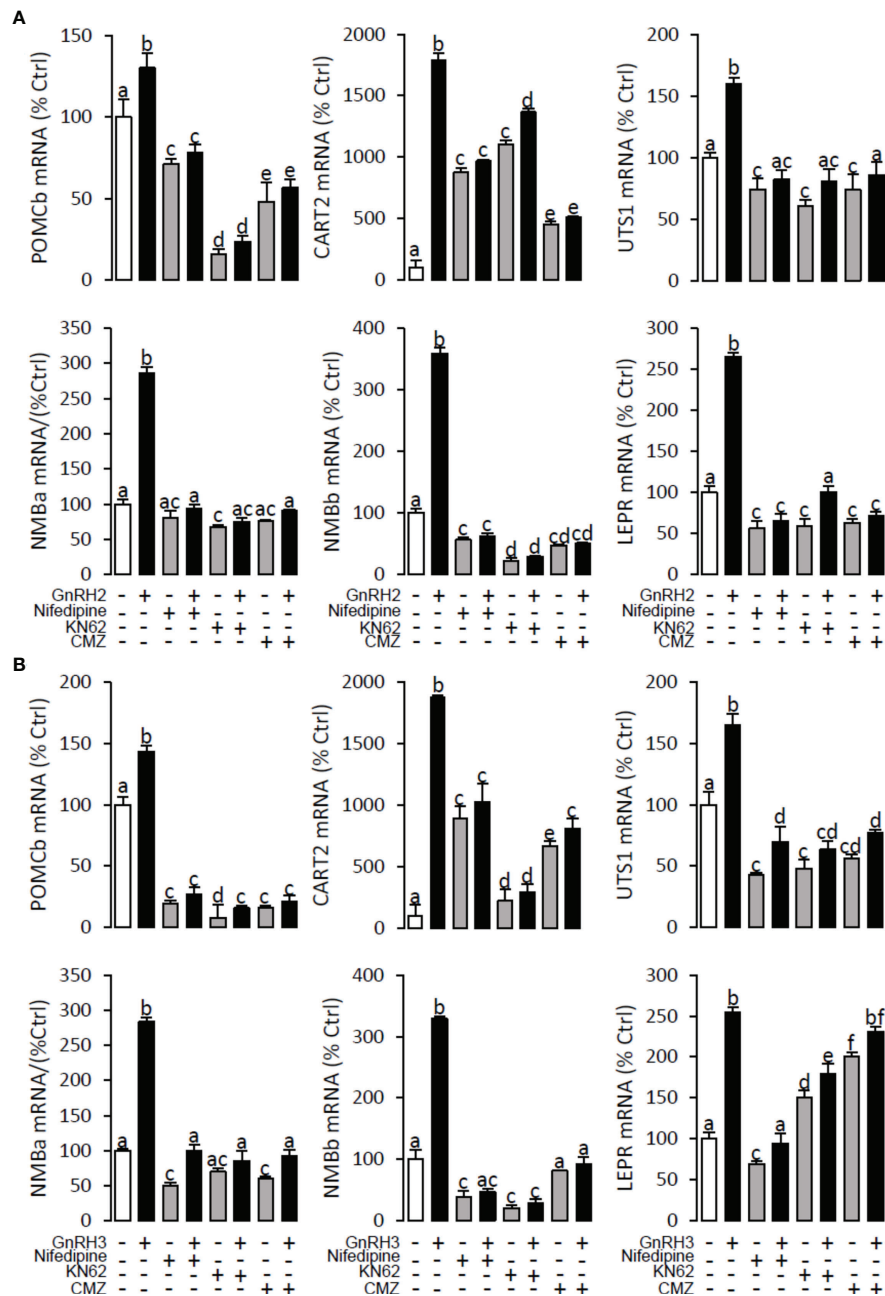 A
POMCb mRNA (% Ctrl)
150
100
50
0
a b c c d d e e
CART2 mRNA (% Ctrl)
2000
1500
1000
500
0
a b c c c d e e
UTS1 mRNA (% Ctrl)
200
150
100
50
0
a b c ac c ac c a
NMBa mRNA/(%Ctrl)
350
300
250
200
150
100
50
0
a b ac a c ac ac a
NMBb mRNA (% Ctrl)
400
300
200
100
0
a b c c d d cd cd
LEPR mRNA (% Ctrl)
300
250
200
150
100
50
0
a b c c c a c c
GnRH2 - + - + - + - + - + - + - + - + - + - + - + - +
Nifedipine - - + + - - - - - - + + - - - - - - + + - - - -
KN62 - - - - + + - - - - - - + + - - - - - - + + - -
CMZ - - - - - - + + - - - - - - + + - - - - - - + +
B
POMCb mRNA (% Ctrl)
200
150
100
50
0
a b c c d c c c
CART2 mRNA (% Ctrl)
2000
1500
1000
500
0
a b c c d d e c
UTS1 mRNA (% Ctrl)
200
150
100
50
0
a b c d c cd cd d
NMBa mRNA/(%Ctrl)
350
300
250
200
150
100
50
0
a b c a ac a c a
NMBb mRNA (% Ctrl)
400
300
200
100
0
a b c ac c c a a
LEPR mRNA (% Ctrl)
300
250
200
150
100
50
0
a b c a d e f bf
GnRH3 - + - + - + - + - + - + - + - + - + - + - + - +
Nifedipine - - + + - - - - - - + + - - - - - - + + - - - -
KN62 - - - - + + - - - - - - + + - - - - - - + + - -
CMZ - - - - - - + + - - - - - - + + - - - - - - + +